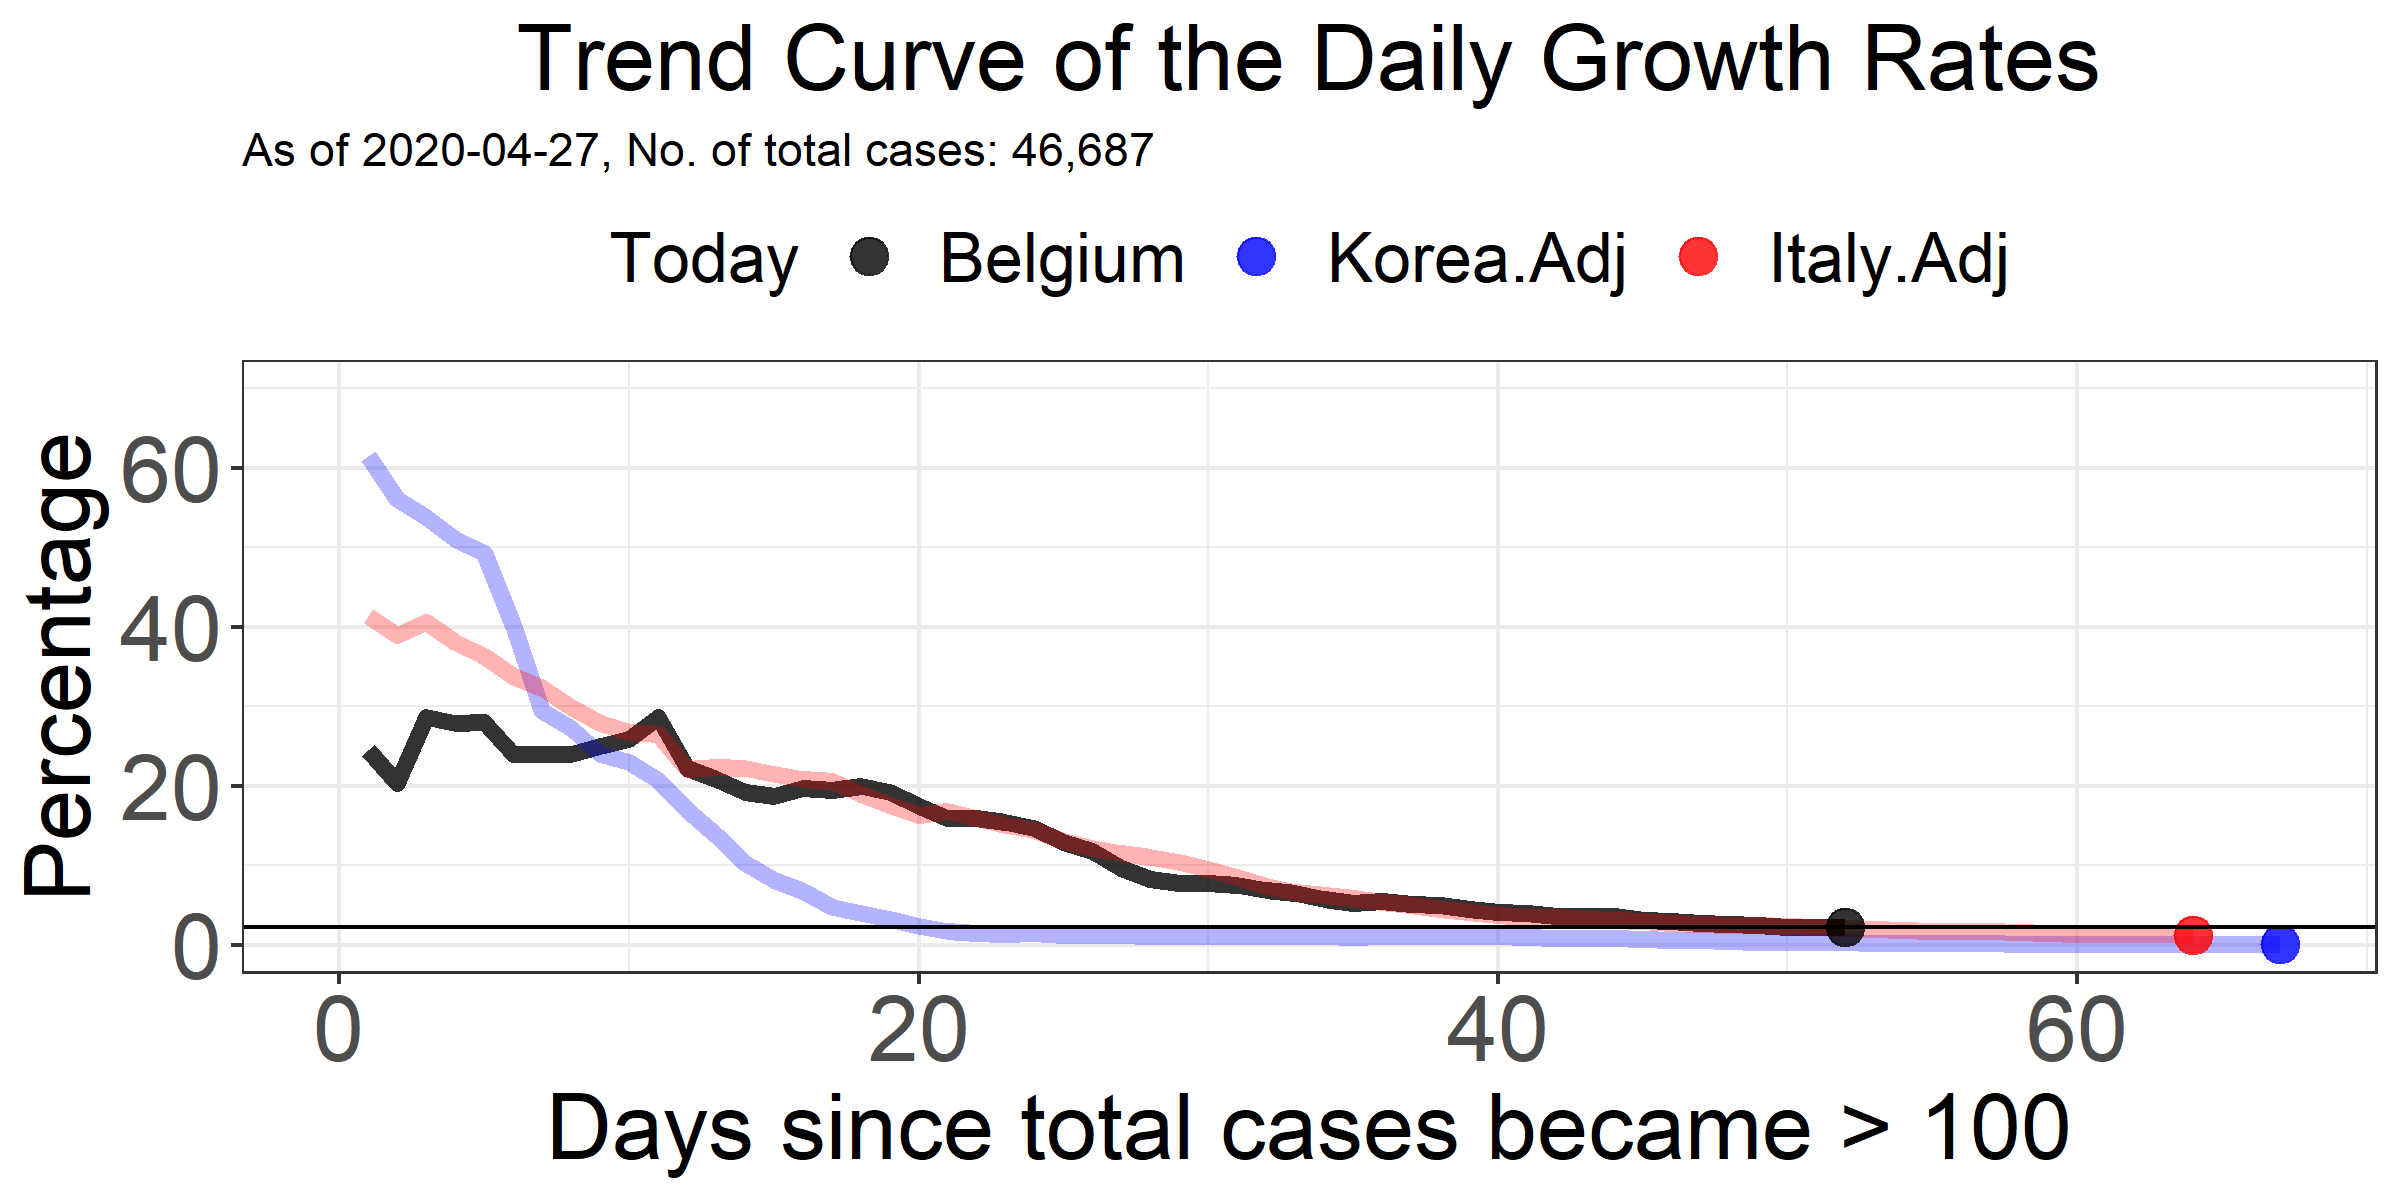 Trend Curve of the Daily Growth Rates
As of 2020-04-27, No. of total cases: 46,687
Today Belgium Korea.Adj Italy.Adj
Percentage
60
40
20
0
0 20 40 60
Days since total cases became > 100